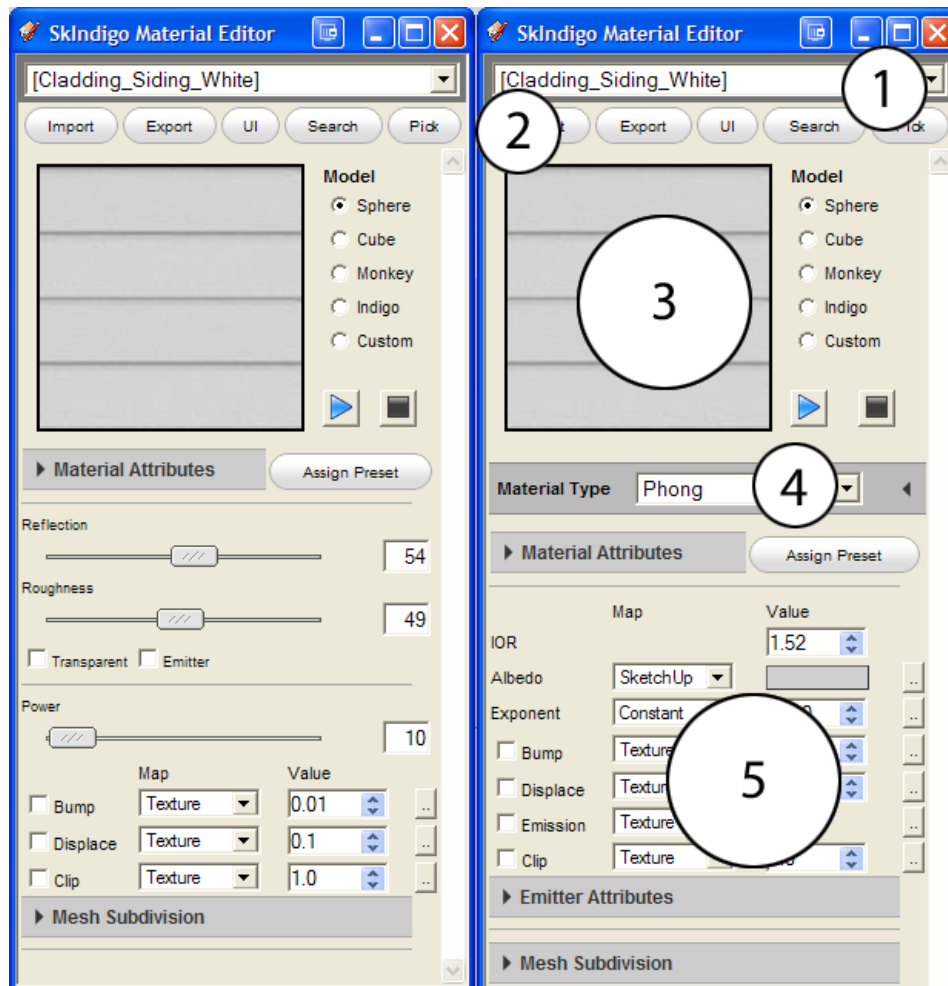 SkIndigo Material Editor
[Cladding_Siding_White]
Import Export UI Search Pick
Model
Sphere
Cube
Monkey
Indigo
Custom
Material Attributes Assign Preset
Reflection
54
Roughness
49
Transparent Emitter
Power
10
Map Value
Bump Texture 0.01
Displace Texture 0.1
Clip Texture 1.0
Mesh Subdivision
SkIndigo Material Editor
[Cladding_Siding_White] 1
2 Export UI Search
Model
Sphere
Cube
3 Monkey
Indigo
Custom
Material Type Phong 4
Material Attributes Assign Preset
Map Value
IOR 1.52
Albedo SketchUp ..
Exponent Constant ..
Bump ..
Displace 5 ..
Emission Texture ..
Clip Texture ..
Emitter Attributes
Mesh Subdivision